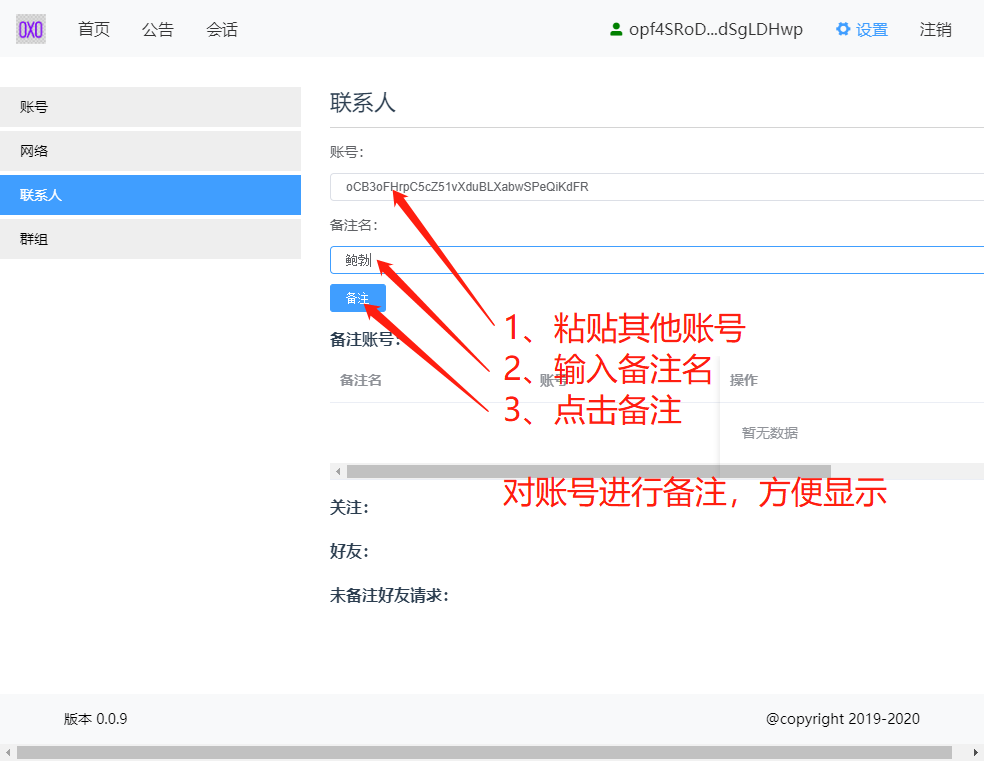 OXO 首页 公告 会话 opf4SRoD...dSgLDHwp 设置 注销
账号
网络
联系人
群组
联系人
账号:
oCB3oFHrpC5cZ51vXduBLXabwSPeQiKdFR
备注名:
鲍勃
备注
1、粘贴其他账号
备注账号:
2、输入备注名
备注名 账号 操作
3、点击备注
暂无数据
对账号进行备注，方便显示
关注:
好友:
未备注好友请求:
版本 0.0.9 @copyright 2019-2020